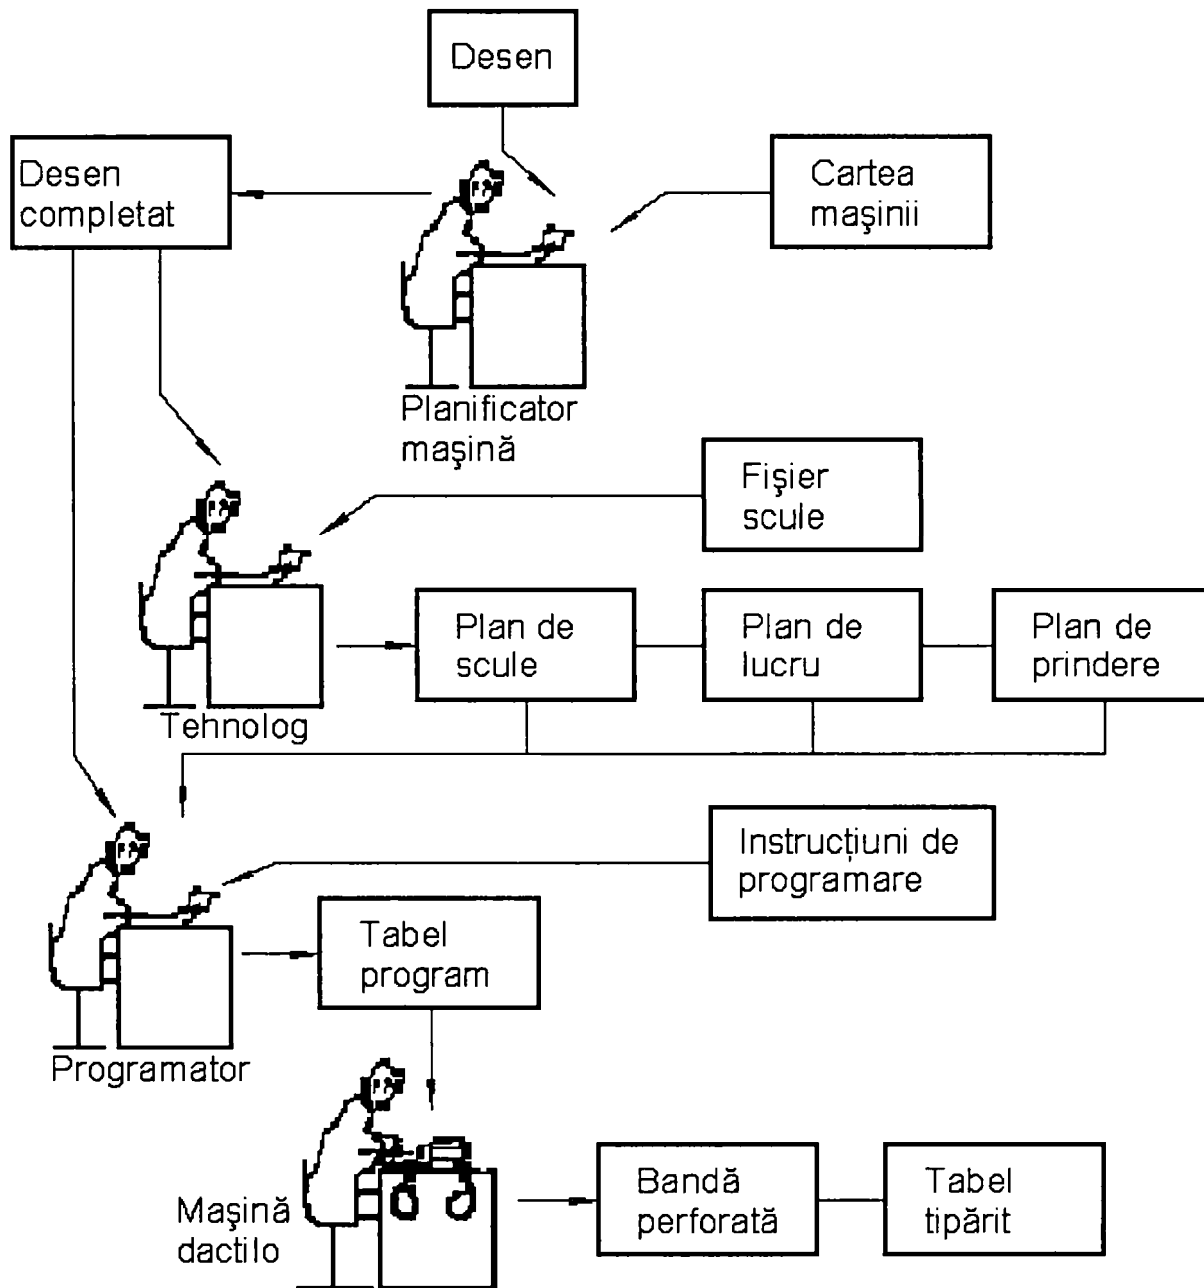 Desen
Desen
completat
Cartea
maşinii
Planificator
maşină
Fişier
scule
Plan de
scule
Plan de
lucru
Plan de
prindere
Tehnolog
Instrucţiuni de
programare
Tabel
program
Programator
Maşină
dactilo
Bandă
perforată
Tabel
tipărit